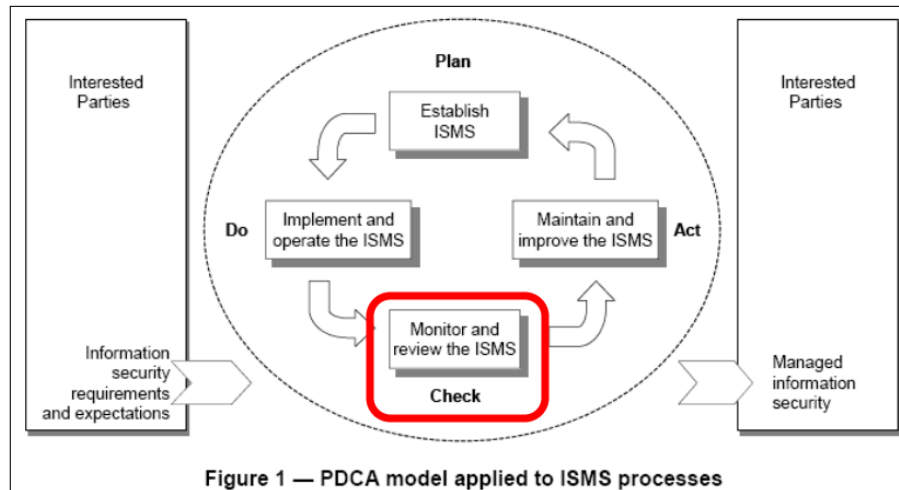 Interested
Parties
Plan
Establish
ISMS
Do
Implement and
operate the ISMS
Maintain and
improve the ISMS
Act
Monitor and
review the ISMS
Check
Information
security
requirements
and expectations
Interested
Parties
Managed
information
security
Figure 1 — PDCA model applied to ISMS processes